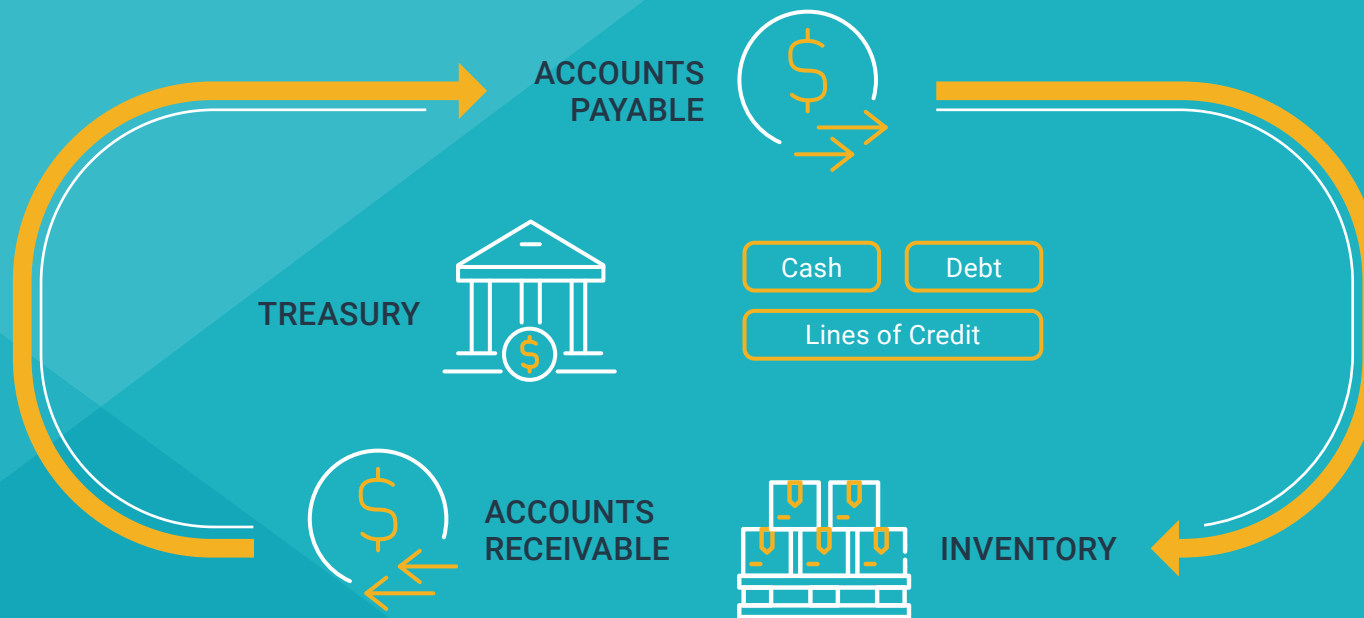 ACCOUNTS
PAYABLE
TREASURY
Cash
Debt
Lines of Credit
ACCOUNTS
RECEIVABLE
INVENTORY